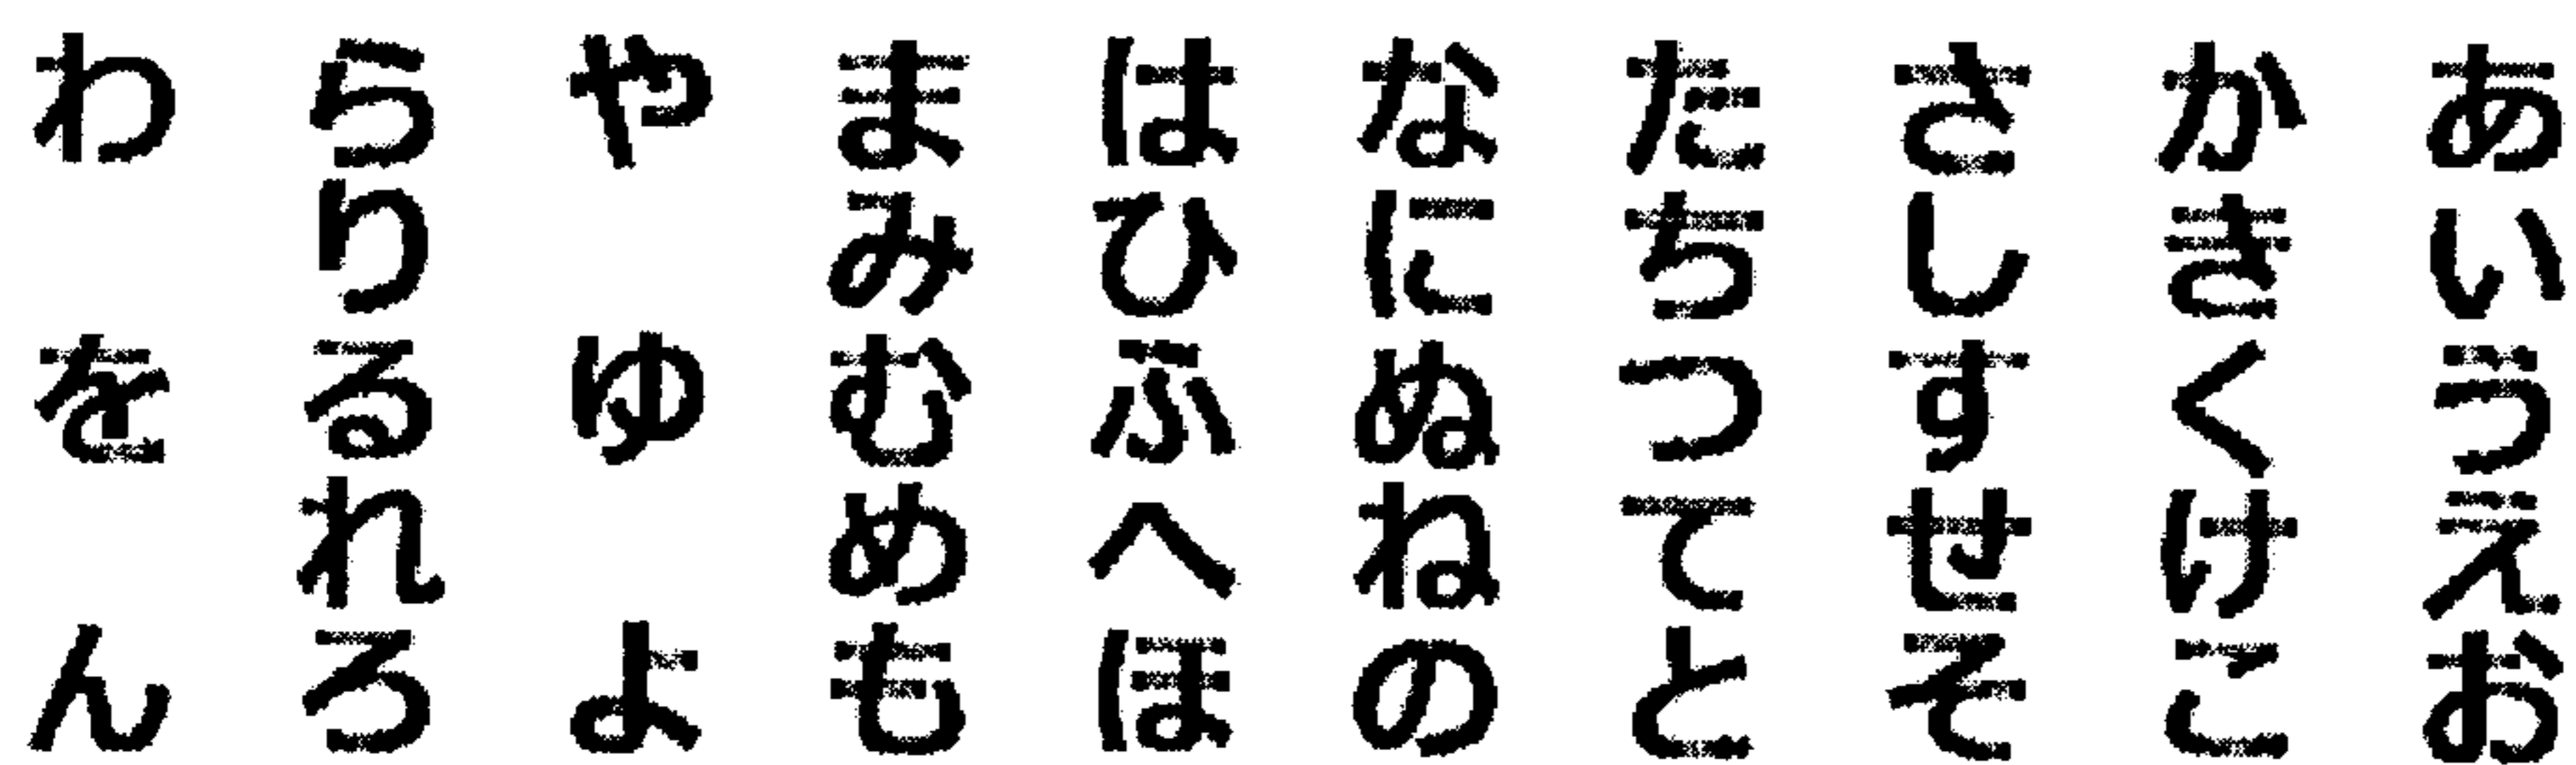 わ ら や ま は な た さ か あ
り み ひ に ち し き い
を る ゆ む ふ ぬ つ す く う
れ め へ ね て せ け え
ん ろ よ も ほ の と そ こ お